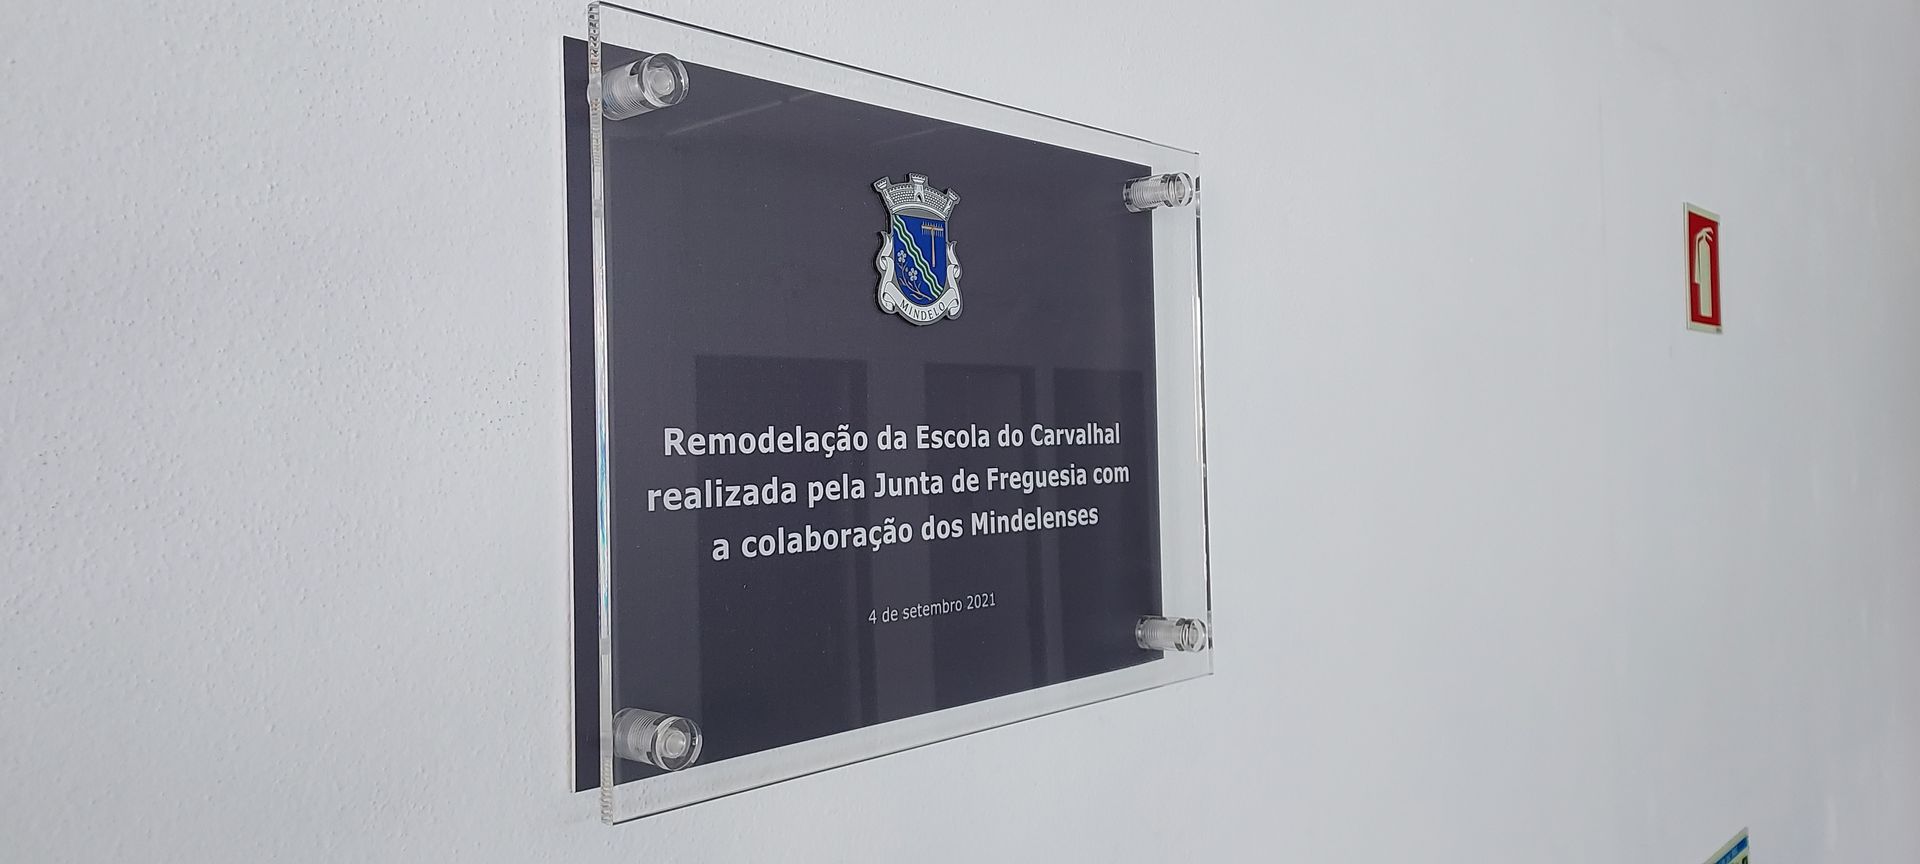 MINDELO
Remodelação da Escola do Carvalhal
realizada pela Junta de Freguesia com
a colaboração dos Mindelenses
4 de setembro 2021